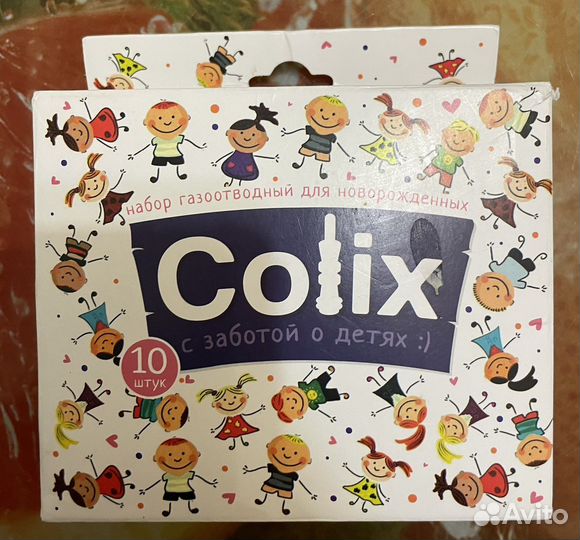 набор газоотводный для новорожденных
Colix
с заботой о детях :)
10
штук
Avito